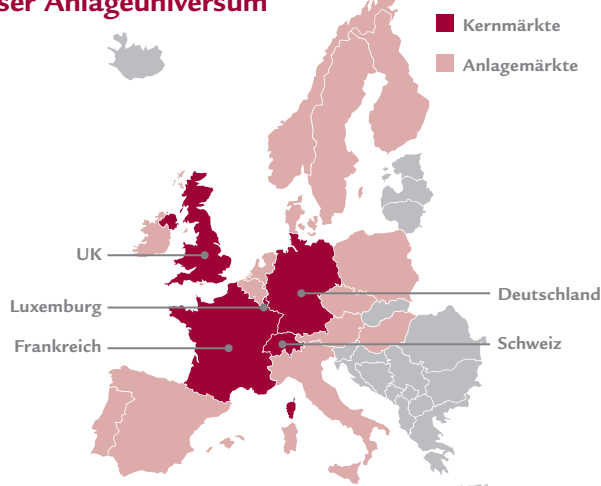 ser Anlageuniversum
Kernmärkte
Anlagemärkte
UK
Luxemburg
Deutschland
Frankreich
Schweiz